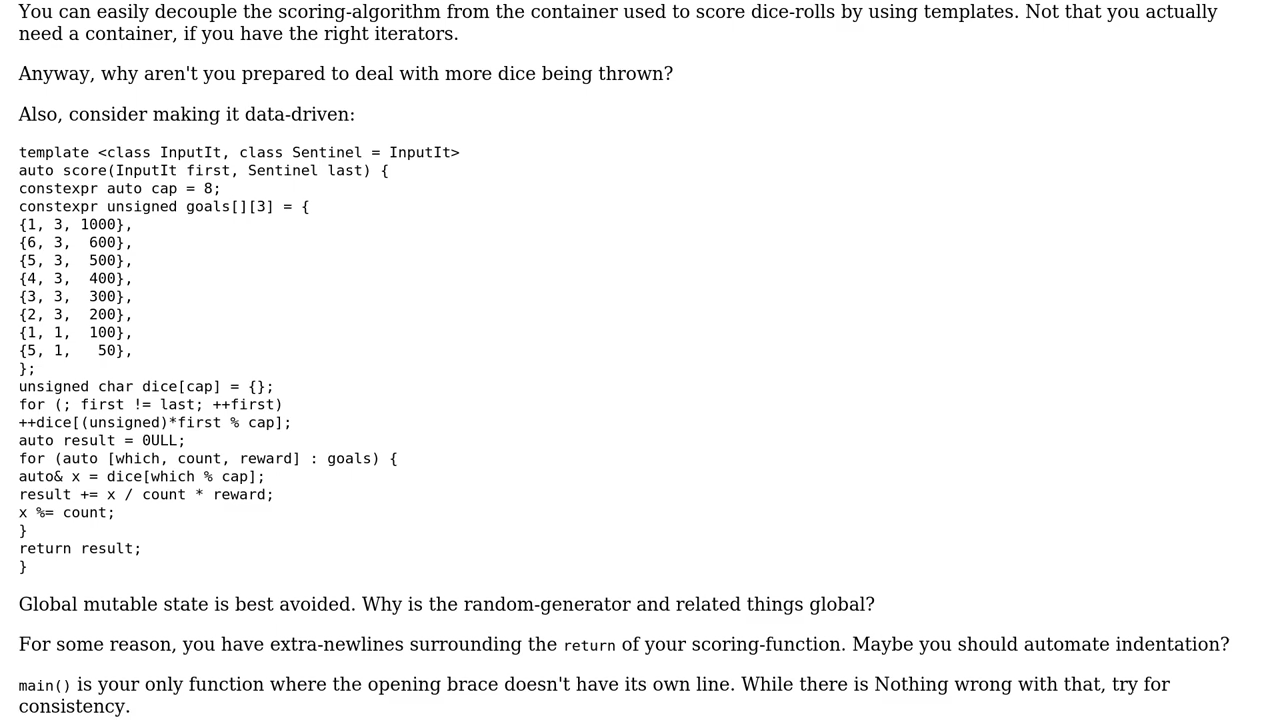 You can easily decouple the scoring-algorithm from the container used to score dice-rolls by using templates. Not that you actually
need a container, if you have the right iterators.
Anyway, why aren't you prepared to deal with more dice being thrown?
Also, consider making it data-driven:
template <class InputIt, class Sentinel = InputIt>
auto score(InputIt first, Sentinel last) {
constexpr auto cap = 8;
constexpr unsigned goals[][3] = {
{1, 3, 1000},
{6, 3,  600},
{5, 3,  500},
{4, 3,  400},
{3, 3,  300},
{2, 3,  200},
{1, 1,  100},
{5, 1,   50},
};
unsigned char dice[cap] = {};
for (; first != last; ++first)
++dice[(unsigned)*first % cap];
auto result = 0ULL;
for (auto [which, count, reward] : goals) {
auto& x = dice[which % cap];
result += x / count * reward;
x %= count;
}
return result;
}
Global mutable state is best avoided. Why is the random-generator and related things global?
For some reason, you have extra-newlines surrounding the return of your scoring-function. Maybe you should automate indentation?
main() is your only function where the opening brace doesn't have its own line. While there is Nothing wrong with that, try for
consistency.